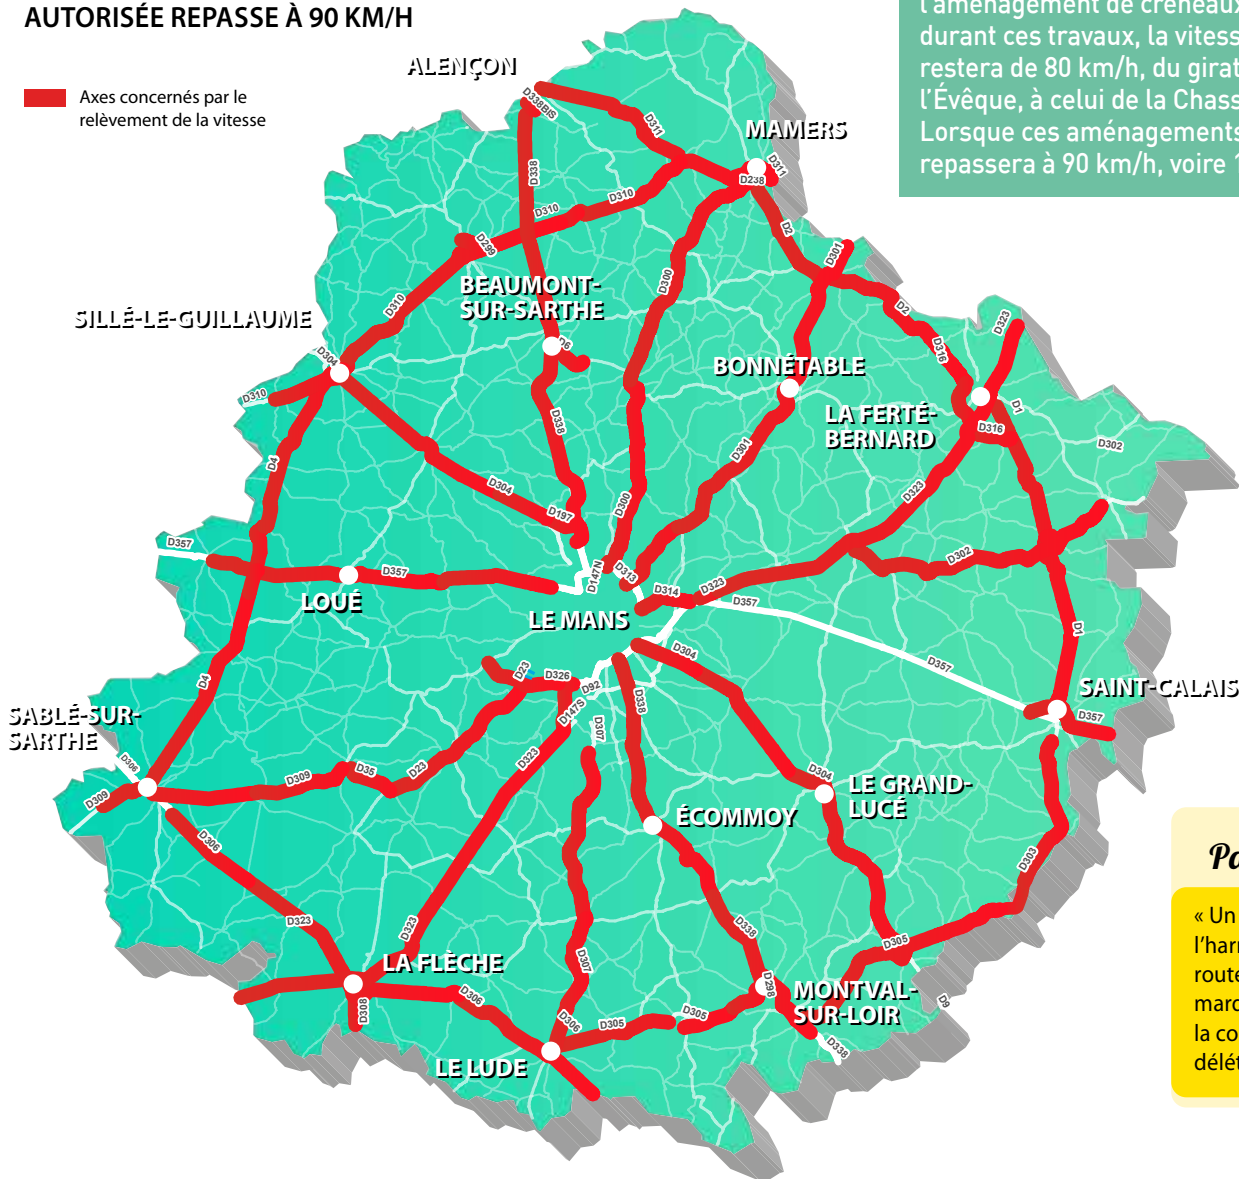 AUTORISÉE REPASSE À 90 KM/H
Axes concernés par le
relèvement de la vitesse
l'aménagement de créneaux
durant ces travaux, la vitess
restera de 80 km/h, du girat
l'Évêque, à celui de la Chass
Lorsque ces aménagements
repassera à 90 km/h, voire 1
ALENÇON
D338BIS
D311
MAMERS
D311
D238
D338
D310
D310
D2
D299
D301
D300
BEAUMONT-
SUR-SARTHE
D310
SILLÉ-LE-GUILLAUME
D2
D323
D304
D6
D316
BONNÉTABLE
D310
D1
LA FERTÉ-
BERNARD
D338
D316
D302
D301
D4
D304
D323
D300
D197
D357
D302
D357
D147N
D313
LOUÉ
D314
D323
D357
LE MANS
D1
D304
D357
D23
D326
D4
D92
SAINT-CALAIS
D338
D147S
D357
SABLÉ-SUR-
SARTHE
D307
D306
D323
D309
D35
D23
D304
LE GRAND-
LUCÉ
D309
ÉCOMMOY
D306
D303
Pa
« Un
l'harr
route
marc
la co
délét
D323
D323
D338
D305
LA FLÈCHE
D307
D298
MONTVAL-
SUR-LOIR
D306
D308
D9
D306
D305
D305
D338
LE LUDE